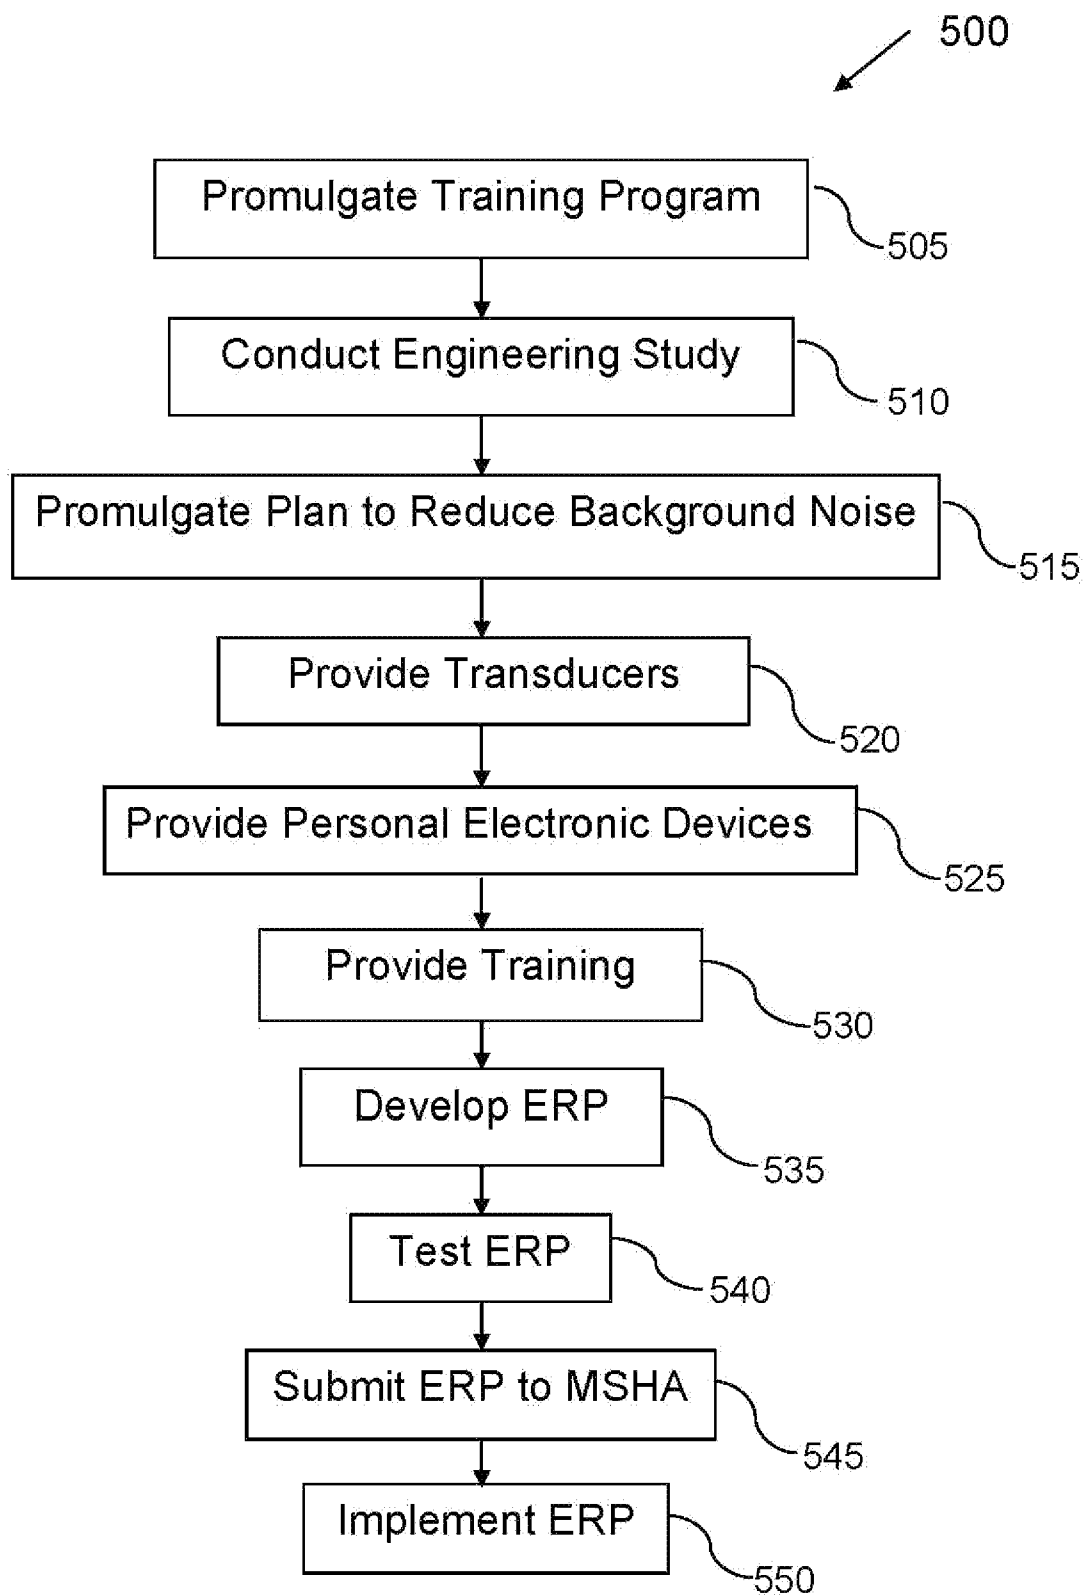 500
Promulgate Training Program
505
Conduct Engineering Study
510
Promulgate Plan to Reduce Background Noise
515
Provide Transducers
520
Provide Personal Electronic Devices
525
Provide Training
530
Develop ERP
535
Test ERP
540
Submit ERP to MSHA
545
Implement ERP
550